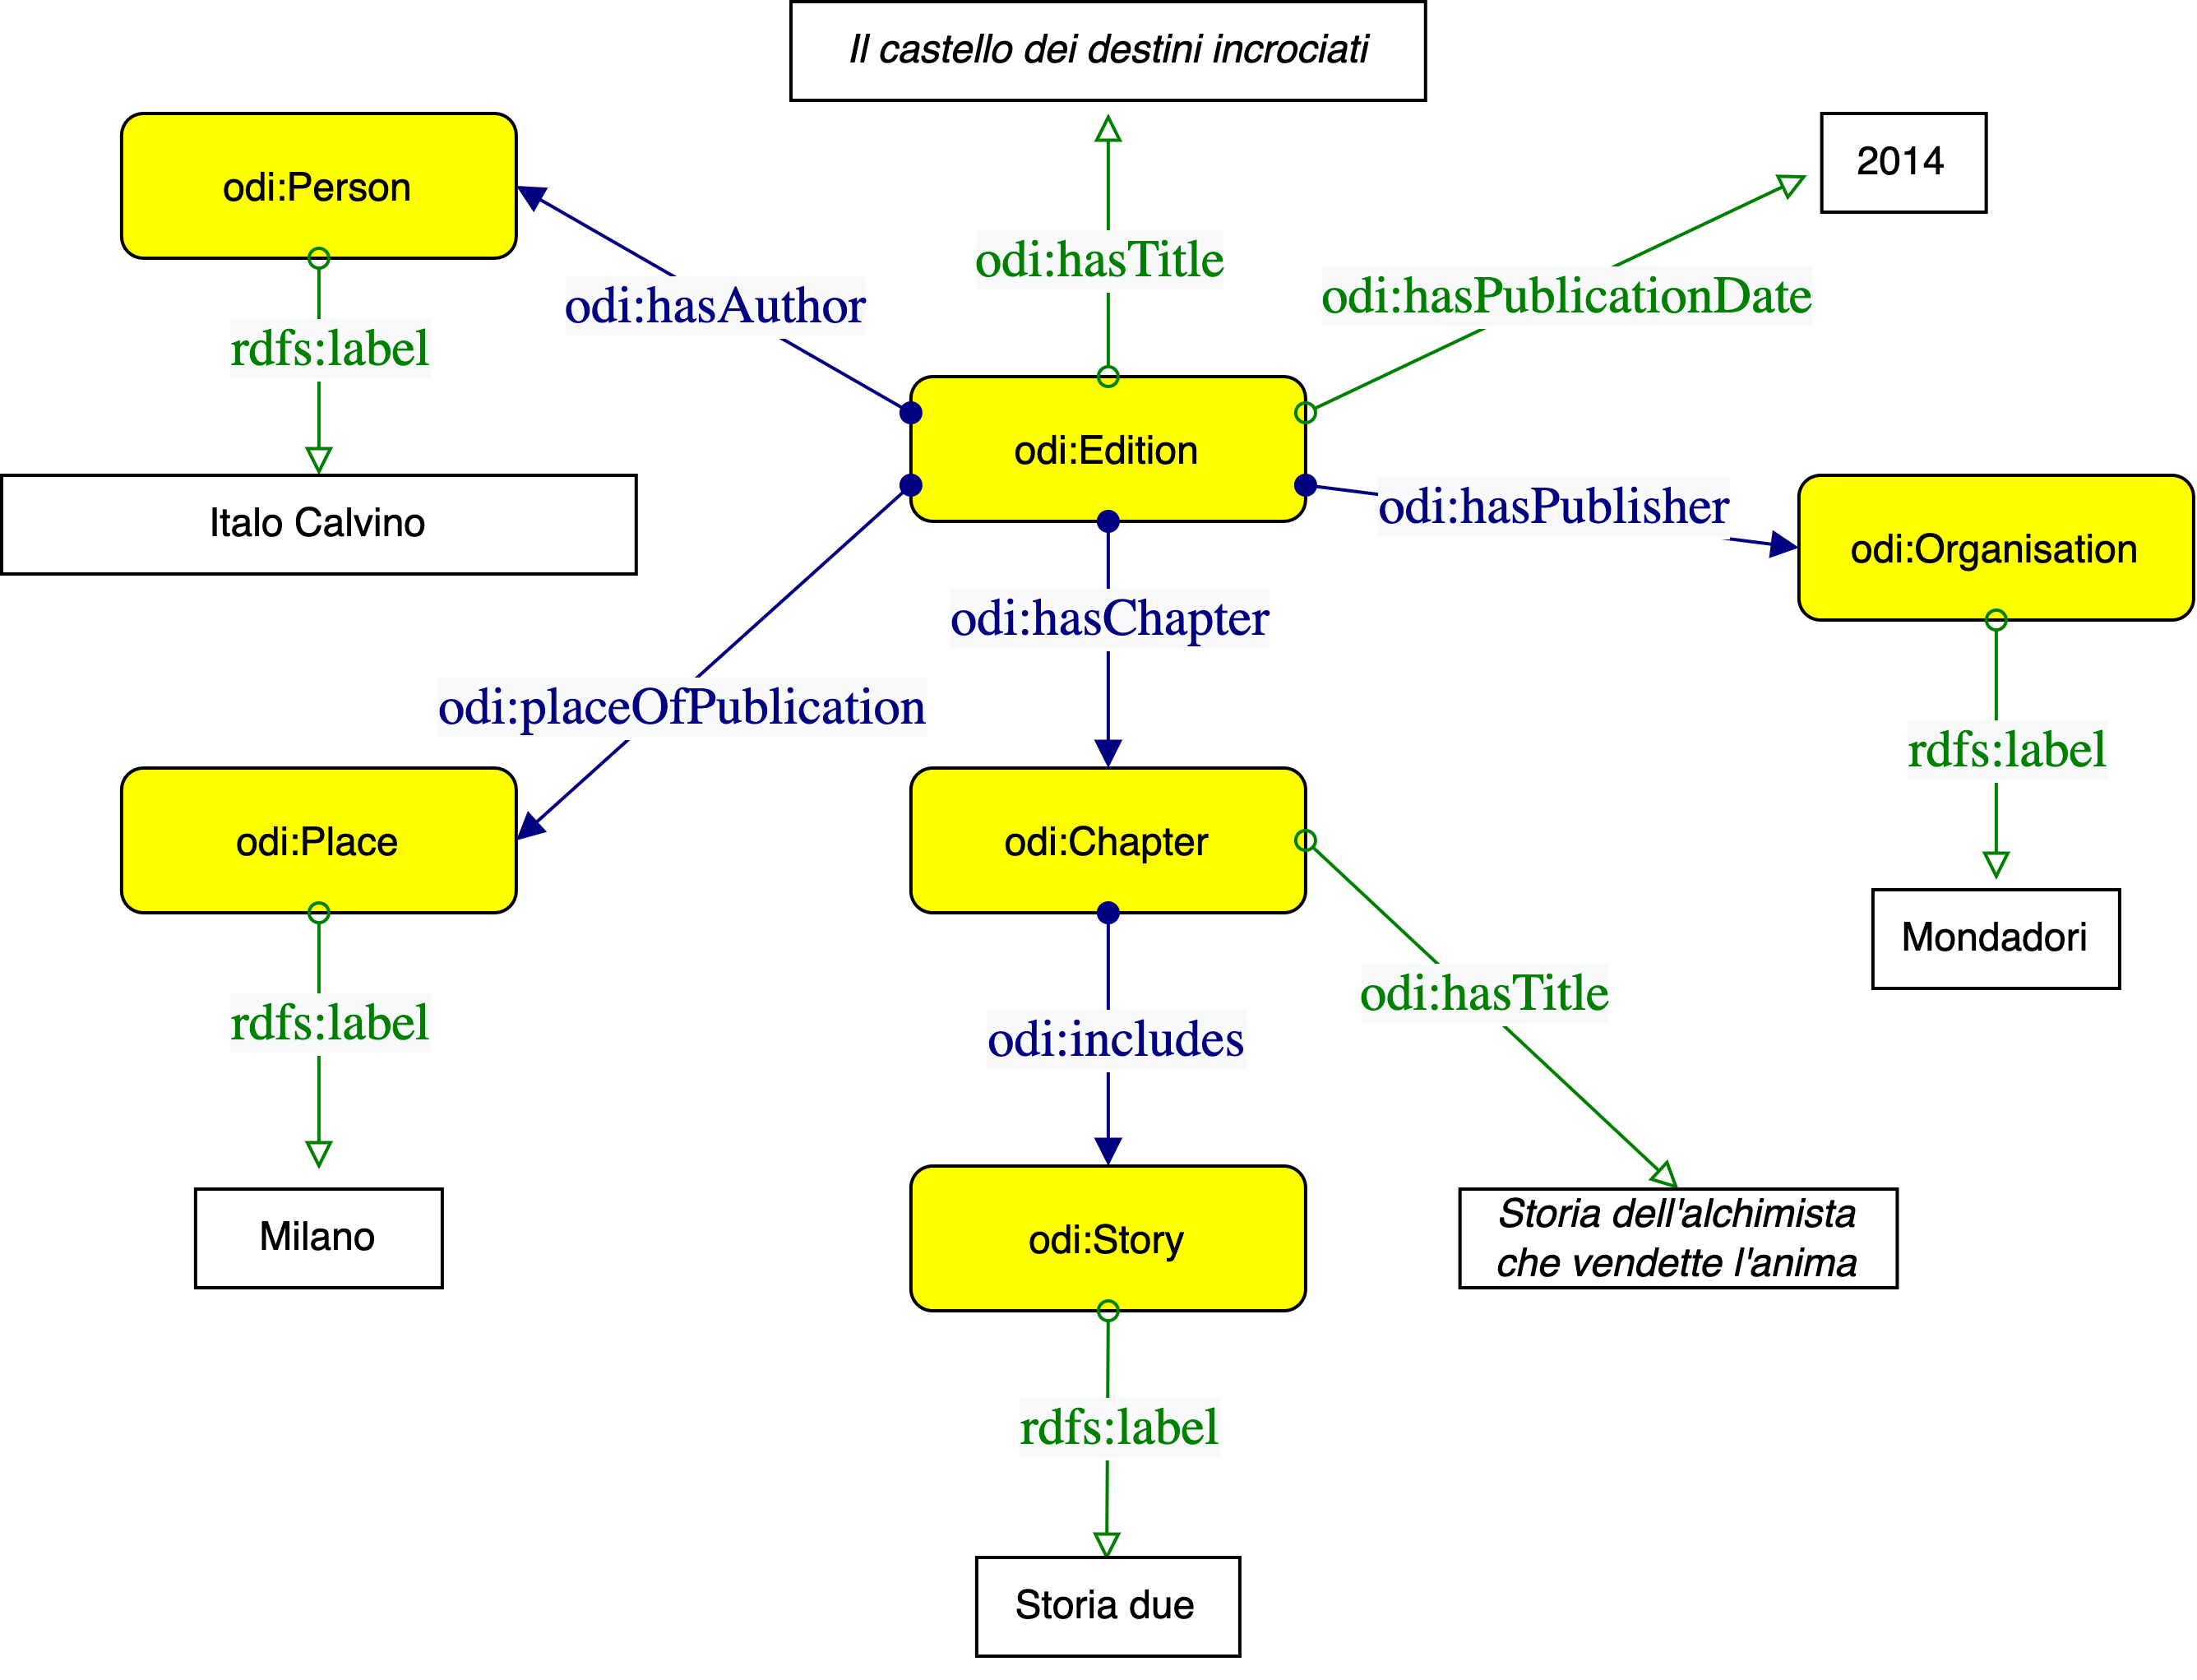 Il castello dei destini incrociati
2014
odi:Person
odi:hasTitle
odi:hasPublicationDate
odi:hasAuthor
rdfs:label
odi:Edition
odi:hasPublisher
Italo Calvino
odi:Organisation
odi:hasChapter
odi:placeOfPublication
rdfs:label
odi:Place
odi:Chapter
Mondadori
odi:hasTitle
rdfs:label
odi:includes
Milano
odi:Story
Storia dell'alchimista
che vendette l'anima
rdfs:label
Storia due